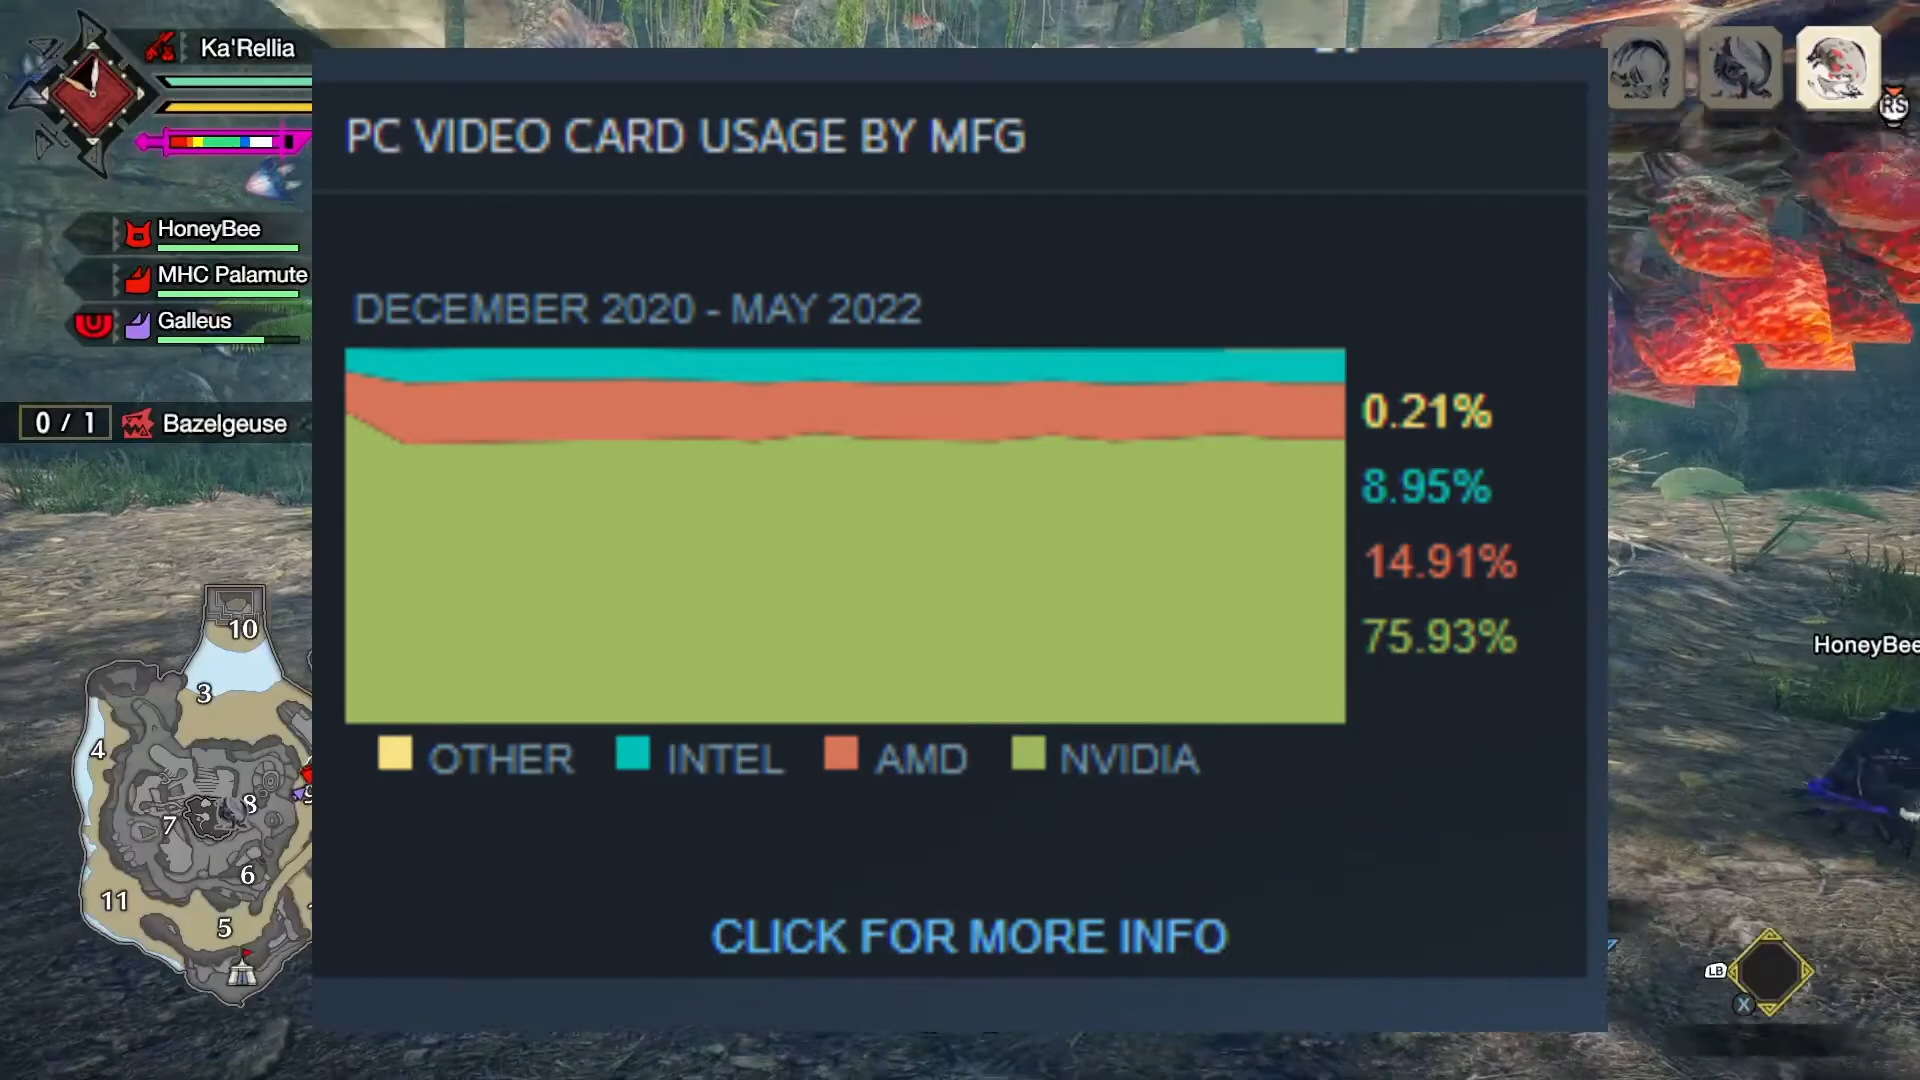 Ka'Rellia
RS
PC VIDEO CARD USAGE BY MFG
HoneyBee
MHC Palamute
Galleus
DECEMBER 2020 - MAY 2022
0 / 1 Bazelgeuse
0.21%
8.95%
14.91%
75.93%
10
3
4
8
9
7
6
11
5
HoneyBee
OTHER INTEL AMD NVIDIA
CLICK FOR MORE INFO
LB
X